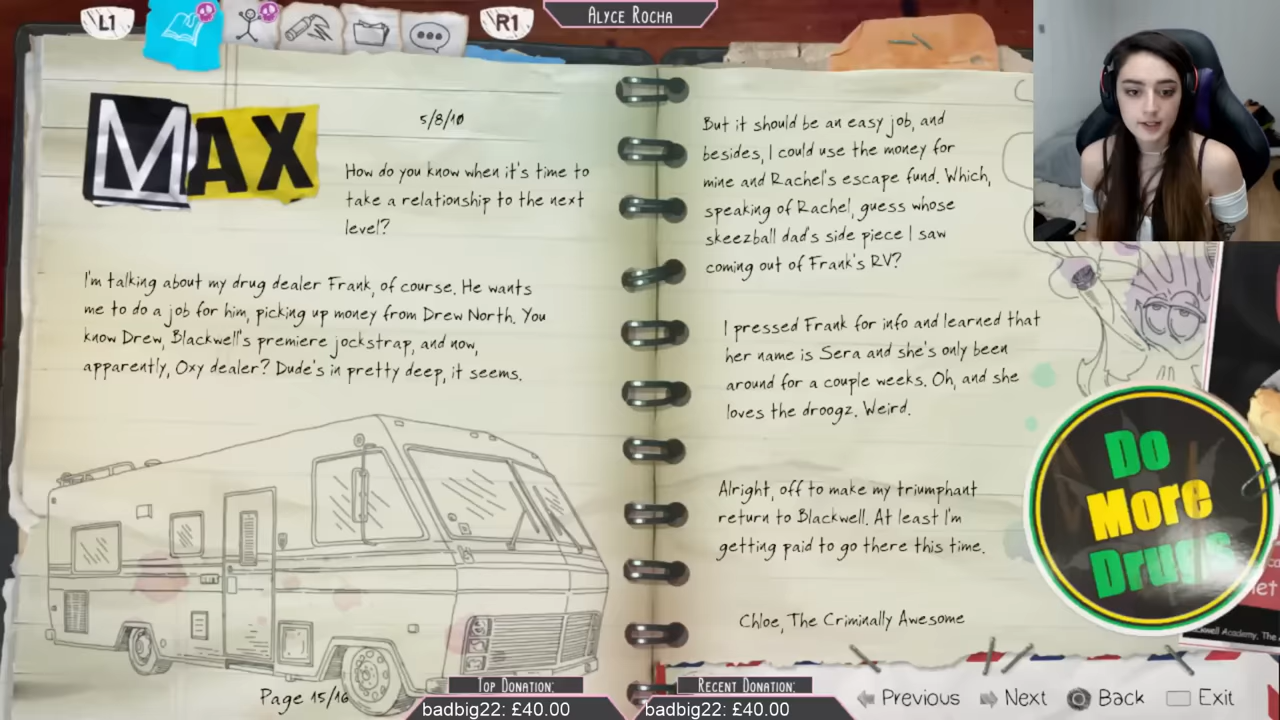 L1
R1
ALYCE ROCHA
MAX
5/8/10
How do you know when it's time to
take a relationship to the next
level?
I'm talking about my drug dealer Frank, of course. He wants
me to do a job for him, picking up money from Drew North. You
know Drew, Blackwell's premiere jockstrap, and now,
apparently, Oxy dealer? Dude's in pretty deep, it seems.
Page 15/16
But it should be an easy job, and
besides, I could use the money for
mine and Rachel's escape fund. Which,
speaking of Rachel, guess whose
skeezball dad's side piece I saw
coming out of Frank's RV?
I pressed Frank for info and learned that
her name is Sera and she's only been
around for a couple weeks. Oh, and she
loves the droogz. Weird.
Alright, off to make my triumphant
return to Blackwell. At least I'm
getting paid to go there this time.
Chloe, The Criminally Awesome
Do
More
Drugs
Blackwell Academy, The
TOP DONATION:
badbig22: £40.00
RECENT DONATION:
badbig22: £40.00
Previous
Next
Back
Exit